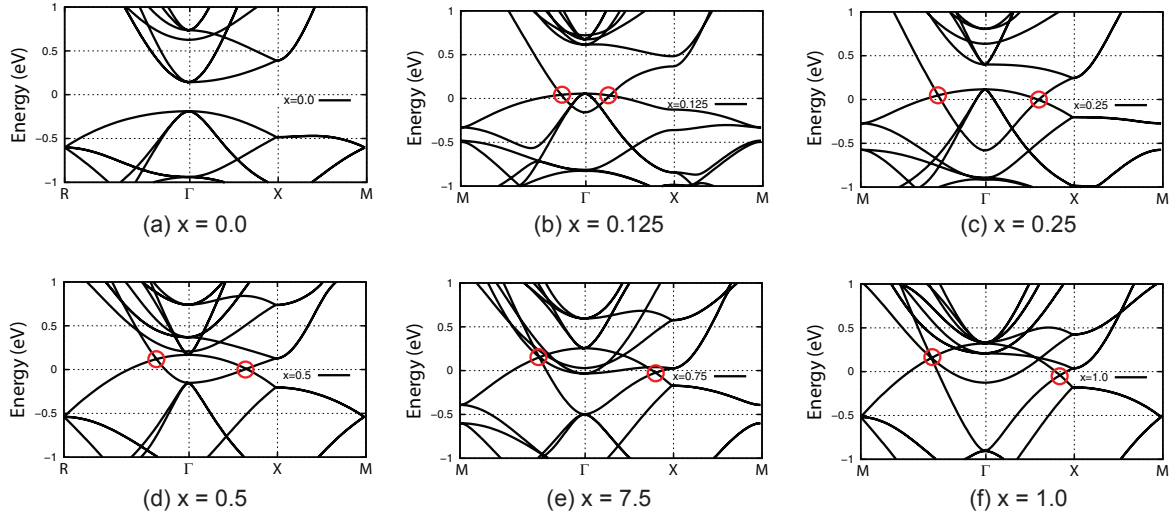 1
0.5
0
−0.5
−1
Energy (eV)
R Γ X M
x=0.0
(a) x = 0.0
1
0.5
0
−0.5
−1
Energy (eV)
M Γ X M
x=0.125
(b) x = 0.125
1
0.5
0
−0.5
−1
Energy (eV)
M Γ X M
x=0.25
(c) x = 0.25
1
0.5
0
−0.5
−1
Energy (eV)
R Γ X M
x=0.5
(d) x = 0.5
1
0.5
0
−0.5
−1
Energy (eV)
M Γ X M
x=0.75
(e) x = 7.5
1
0.5
0
−0.5
−1
Energy (eV)
M Γ X M
x=1.0
(f) x = 1.0